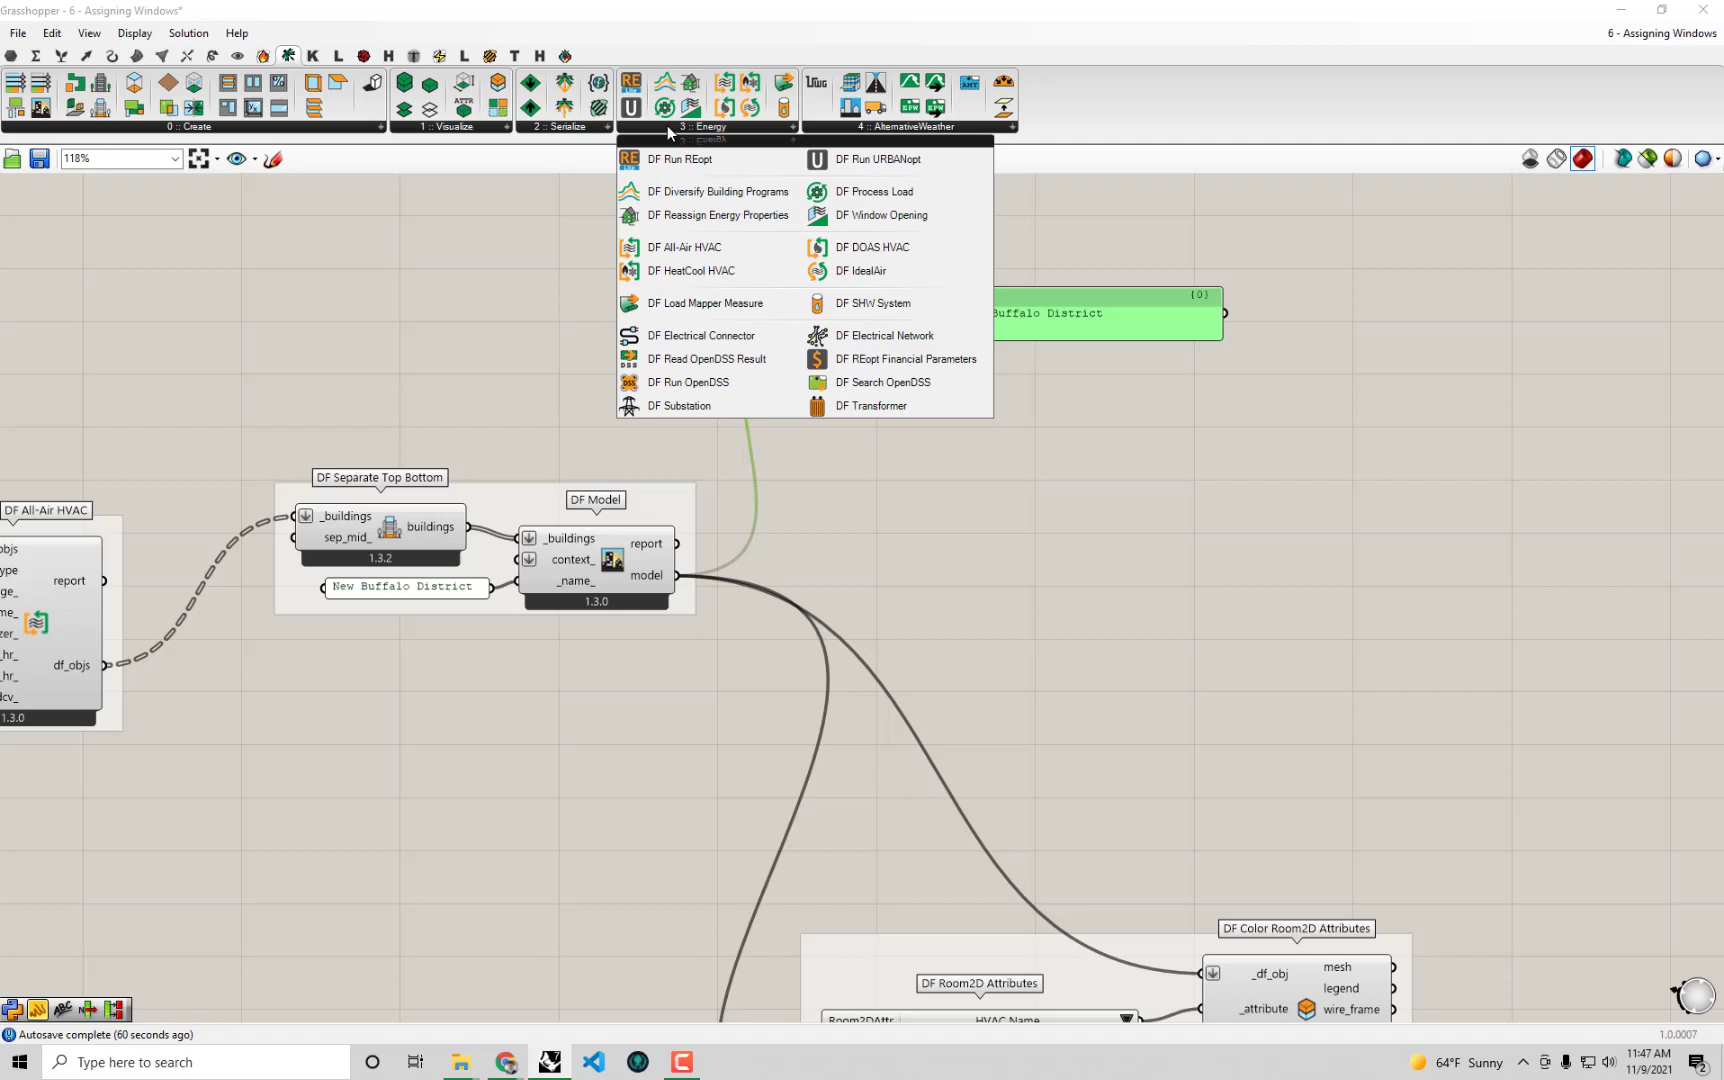 Grasshopper - 6 - Assigning Windows*
File Edit View Display Solution Help
6 - Assigning Windows
K L H L T H
0 :: Create
1 :: Visualize
2 :: Serialize
3 :: Energy
4 :: AlternativeWeather
118%
DF Run REopt
DF Run URBANopt
DF Diversify Building Programs
DF Process Load
DF Reassign Energy Properties
DF Window Opening
DF All-Air HVAC
DF DOAS HVAC
DF HeatCool HVAC
DF IdealAir
DF Load Mapper Measure
DF SHW System
DF Electrical Connector
DF Electrical Network
DF Read OpenDSS Result
DF REopt Financial Parameters
DF Run OpenDSS
DF Search OpenDSS
DF Substation
DF Transformer
{0}
Buffalo District
DF Separate Top Bottom
_buildings
sep_mid_
buildings
1.3.2
New Buffalo District
DF Model
_buildings
context_
_name_
report
model
1.3.0
DF All-Air HVAC
report
df_objs
_hr_
_hr_
1.3.0
DF Color Room2D Attributes
_df_obj
_attribute
mesh
legend
wire_frame
DF Room2D Attributes
Room2DAttr
HVAC Name
Autosave complete (60 seconds ago)
1.0.0007
Type here to search
64°F Sunny
11:47 AM
11/9/2021
2